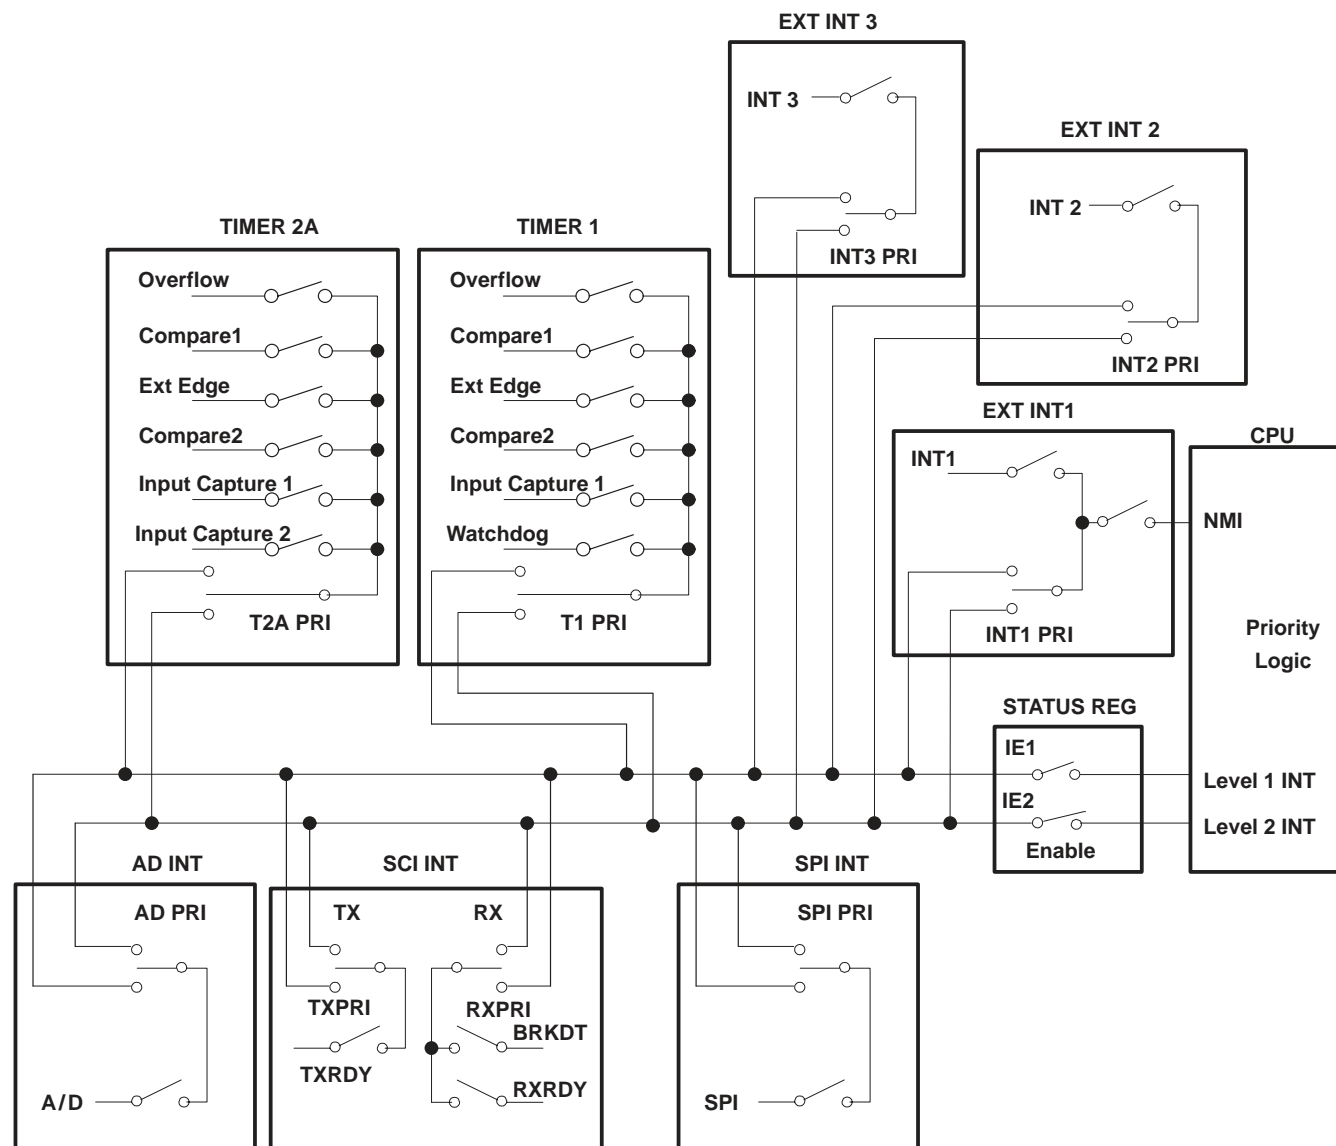 EXT INT 3
INT 3
INT3 PRI
EXT INT 2
INT 2
INT2 PRI
TIMER 2A
Overflow
Compare1
Ext Edge
Compare2
Input Capture 1
Input Capture 2
T2A PRI
TIMER 1
Overflow
Compare1
Ext Edge
Compare2
Input Capture 1
Watchdog
T1 PRI
EXT INT1
INT1
INT1 PRI
CPU
NMI
Priority
Logic
Level 1 INT
Level 2 INT
STATUS REG
IE1
IE2
Enable
AD INT
AD PRI
A/D
SCI INT
TX
RX
TXPRI
RXPRI
BRKDT
TXRDY
RXRDY
SPI INT
SPI PRI
SPI